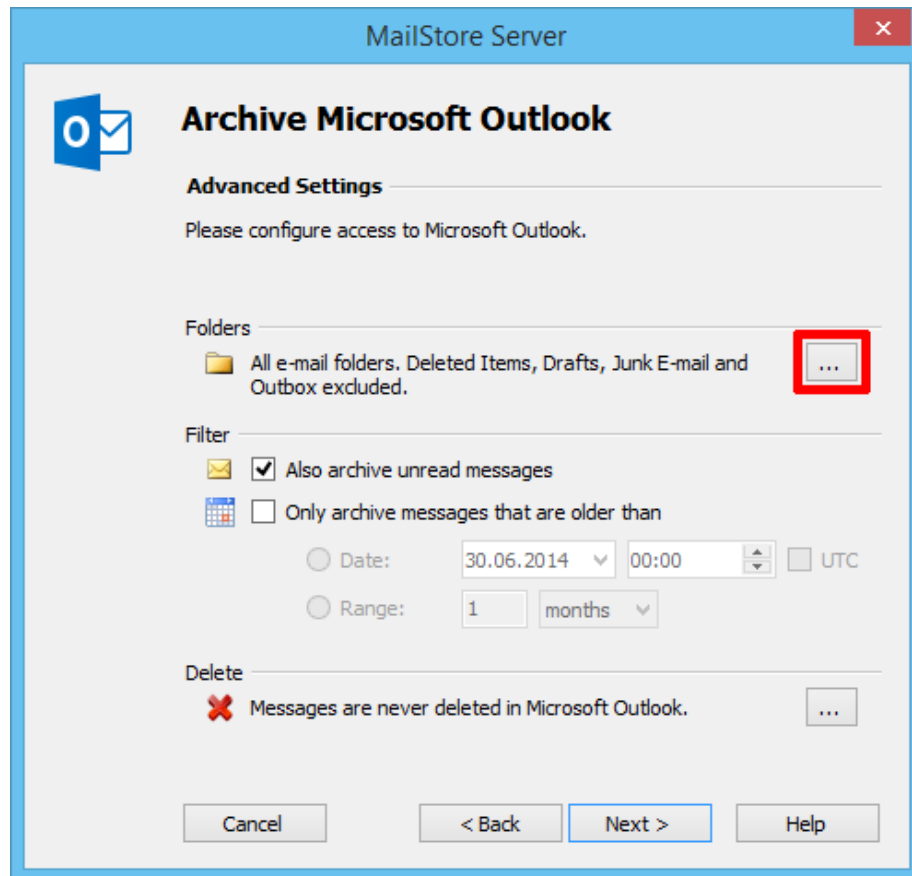 MailStore Server
Archive Microsoft Outlook
Advanced Settings
Please configure access to Microsoft Outlook.
Folders
All e-mail folders. Deleted Items, Drafts, Junk E-mail and
Outbox excluded.
...
Filter
Also archive unread messages
Only archive messages that are older than
Date: 30.06.2014 00:00 UTC
Range: 1 months
Delete
Messages are never deleted in Microsoft Outlook. ...
Cancel < Back Next > Help